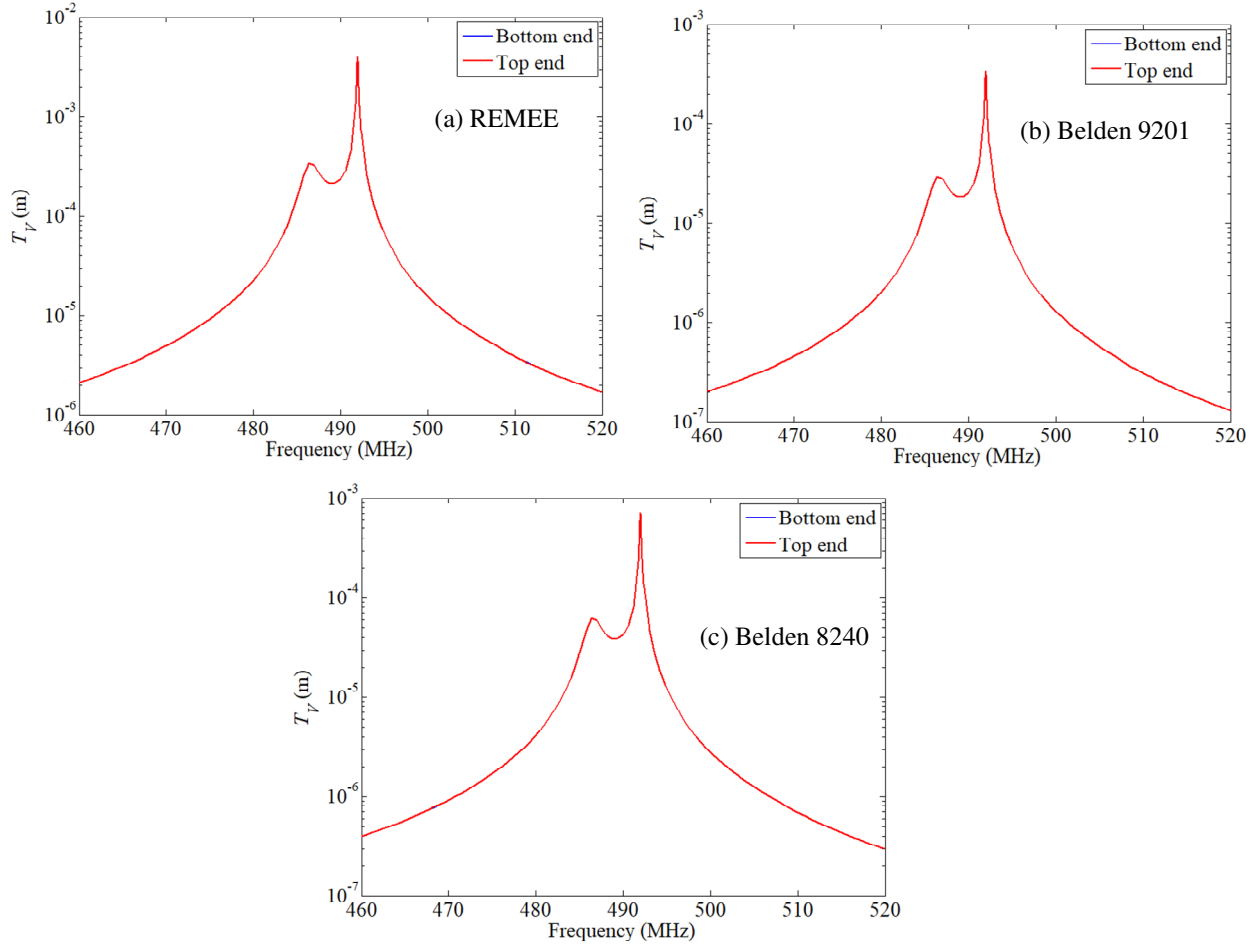 10^-2
Bottom end
Top end
(a) REMEE
10^-3
10^-4
10^-5
10^-6
T_V (m)
460 470 480 490 500 510 520
Frequency (MHz)
10^-3
Bottom end
Top end
(b) Belden 9201
10^-4
10^-5
10^-6
10^-7
T_V (m)
460 470 480 490 500 510 520
Frequency (MHz)
10^-3
Bottom end
Top end
10^-4
(c) Belden 8240
10^-5
10^-6
10^-7
T_V (m)
460 470 480 490 500 510 520
Frequency (MHz)